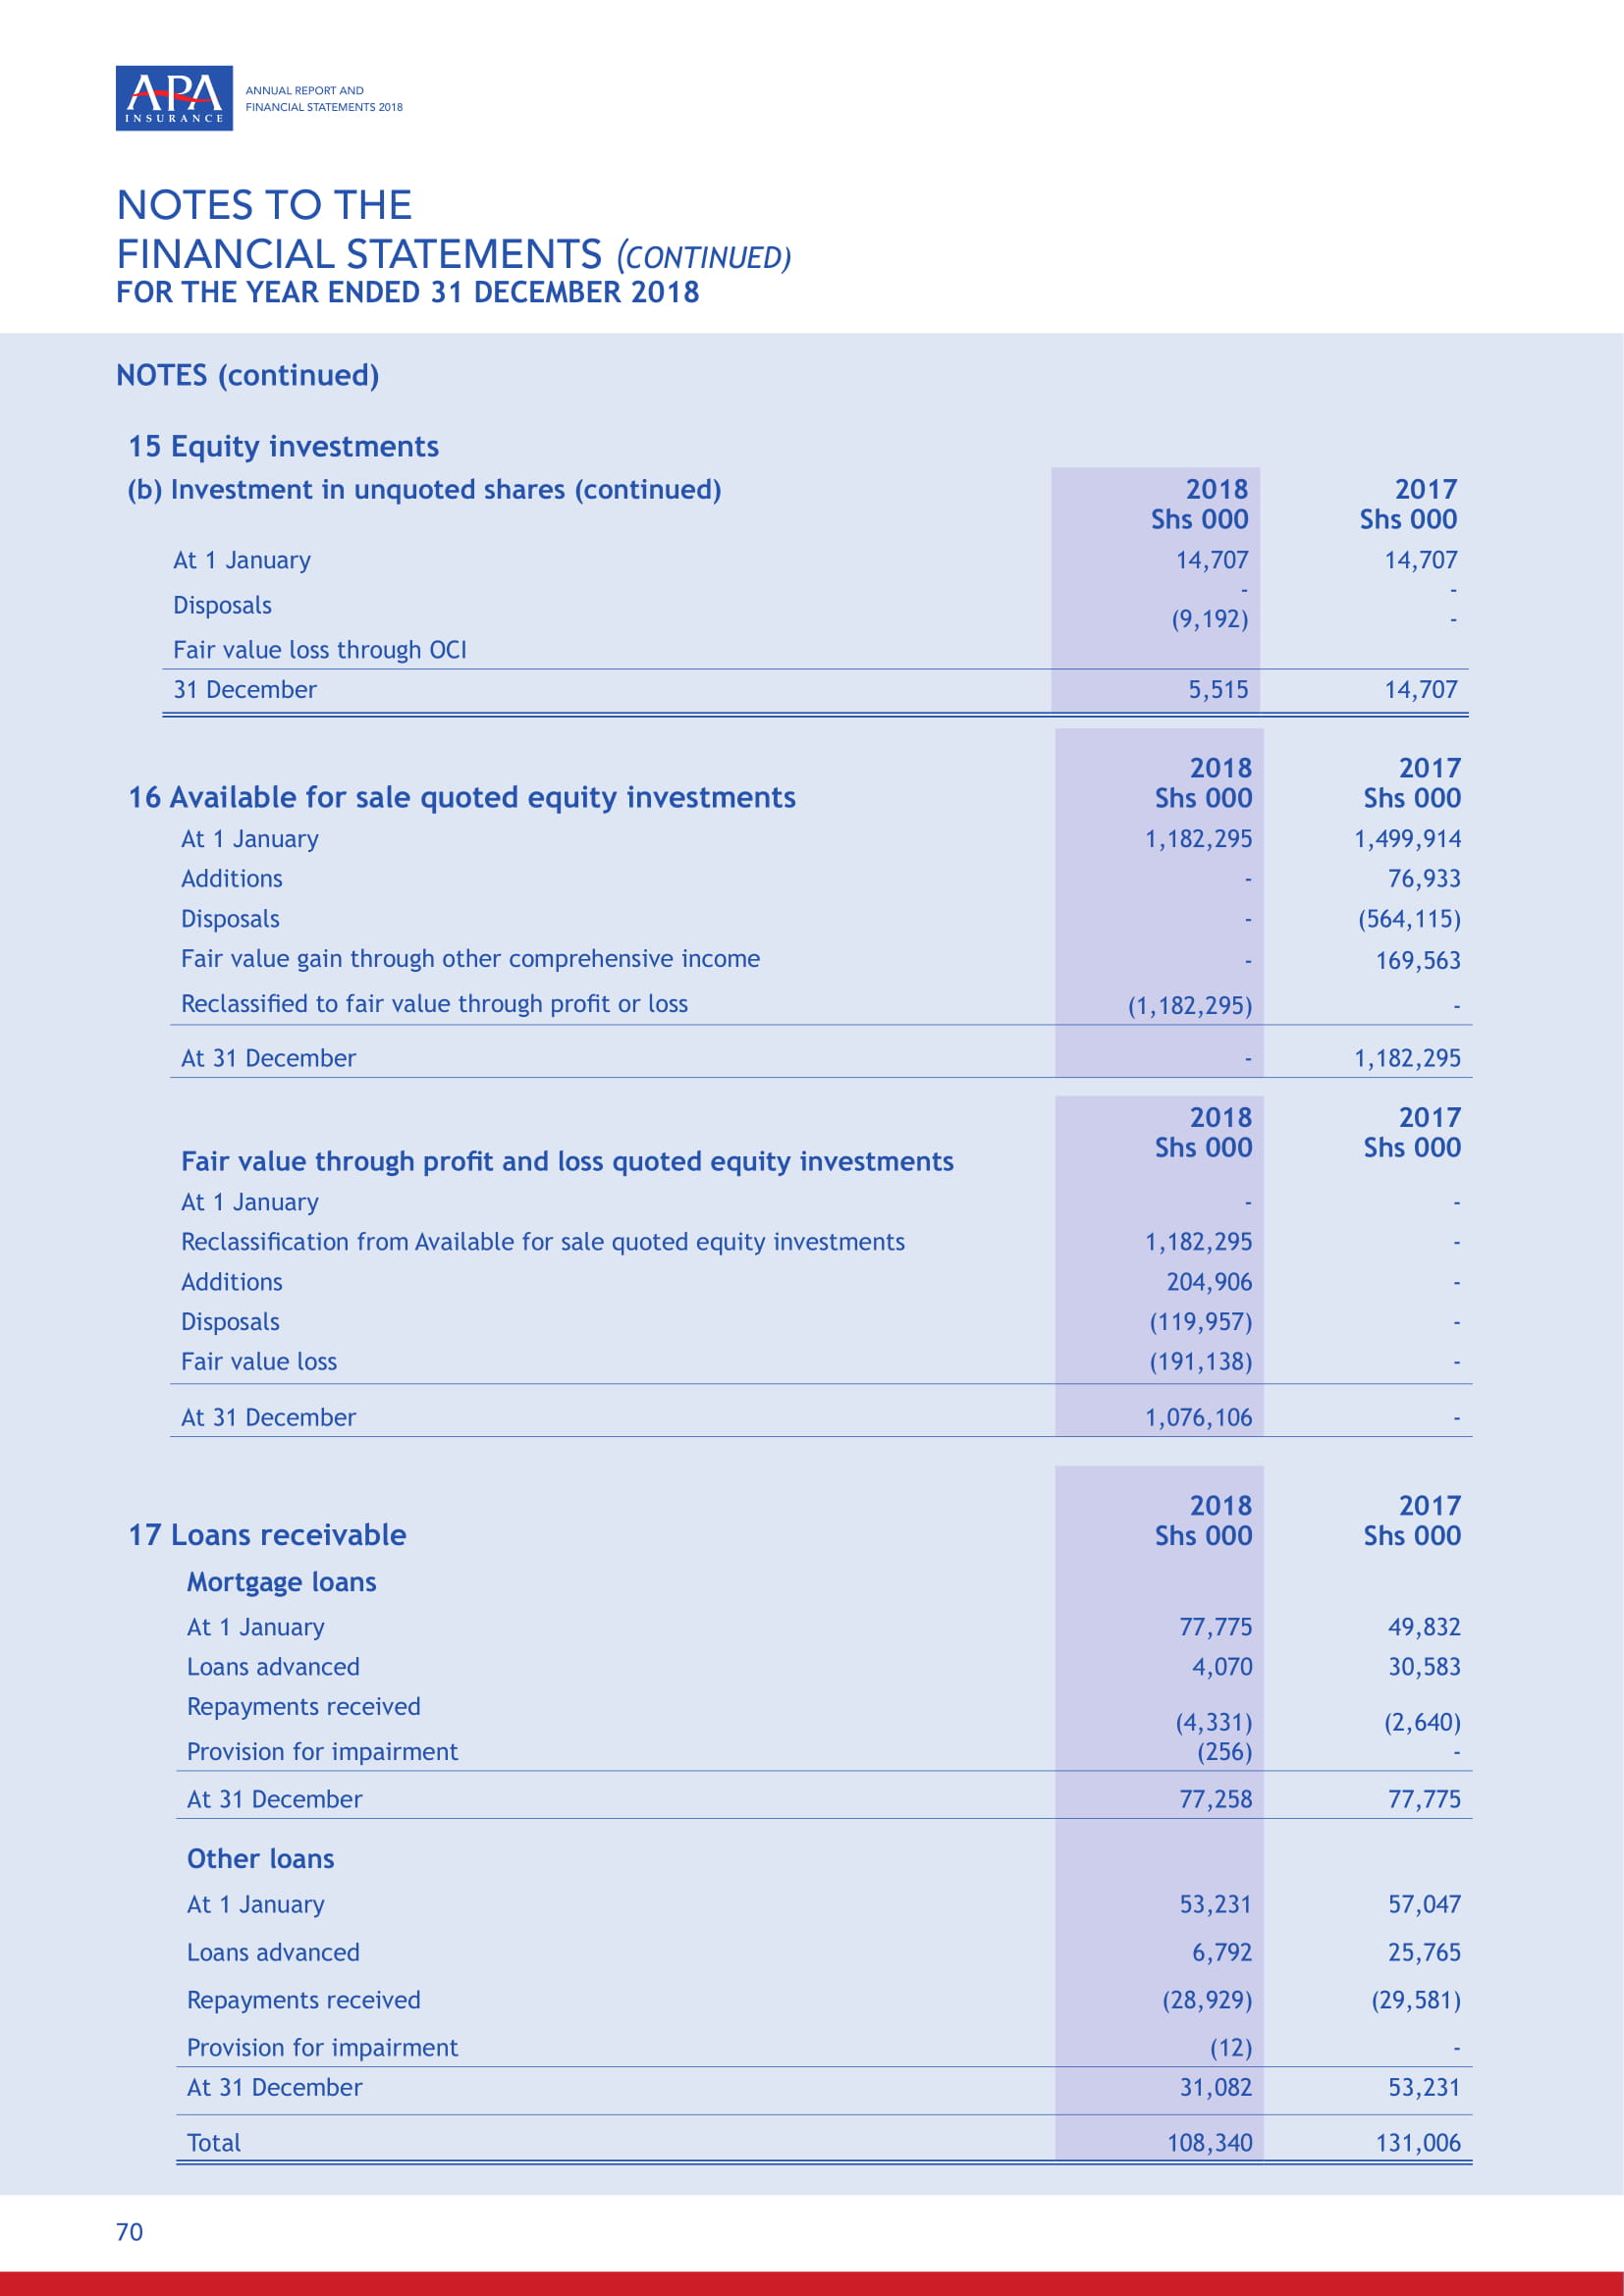 APA
INSURANCE
ANNUAL REPORT AND
FINANCIAL STATEMENTS 2018
NOTES TO THE
FINANCIAL STATEMENTS (CONTINUED)
FOR THE YEAR ENDED 31 DECEMBER 2018
NOTES (continued)
15 Equity investments
(b) Investment in unquoted shares (continued) 2018 2017
Shs 000 Shs 000
At 1 January 14,707 14,707
Disposals - -
Fair value loss through OCI (9,192) -
31 December 5,515 14,707
2018 2017
16 Available for sale quoted equity investments Shs 000 Shs 000
At 1 January 1,182,295 1,499,914
Additions - 76,933
Disposals - (564,115)
Fair value gain through other comprehensive income - 169,563
Reclassified to fair value through profit or loss (1,182,295) -
At 31 December - 1,182,295
2018 2017
Fair value through profit and loss quoted equity investments Shs 000 Shs 000
At 1 January - -
Reclassification from Available for sale quoted equity investments 1,182,295 -
Additions 204,906 -
Disposals (119,957) -
Fair value loss (191,138) -
At 31 December 1,076,106 -
2018 2017
17 Loans receivable Shs 000 Shs 000
Mortgage loans
At 1 January 77,775 49,832
Loans advanced 4,070 30,583
Repayments received (4,331) (2,640)
Provision for impairment (256) -
At 31 December 77,258 77,775
Other loans
At 1 January 53,231 57,047
Loans advanced 6,792 25,765
Repayments received (28,929) (29,581)
Provision for impairment (12) -
At 31 December 31,082 53,231
Total 108,340 131,006
70